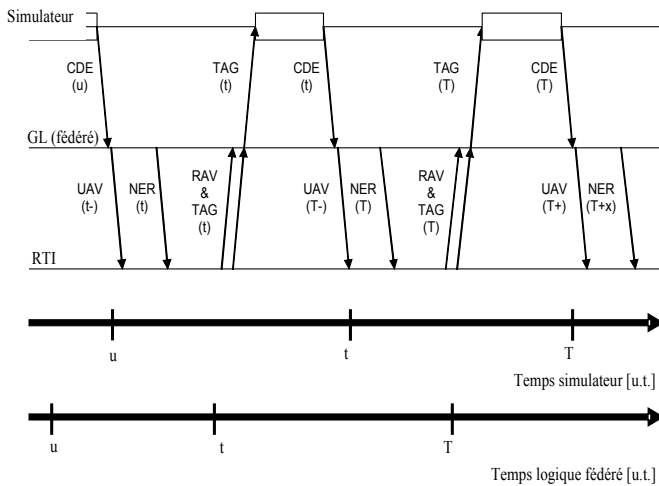 Simulateur
CDE
(u)
TAG
(t)
CDE
(t)
TAG
(T)
CDE
(T)
GL (fédéré)
UAV
(t-)
NER
(t)
RAV
&
TAG
(t)
UAV
(T-)
NER
(T)
RAV
&
TAG
(T)
UAV
(T+)
NER
(T+x)
RTI
u
t
T
Temps simulateur [u.t.]
u
t
T
Temps logique fédéré [u.t.]